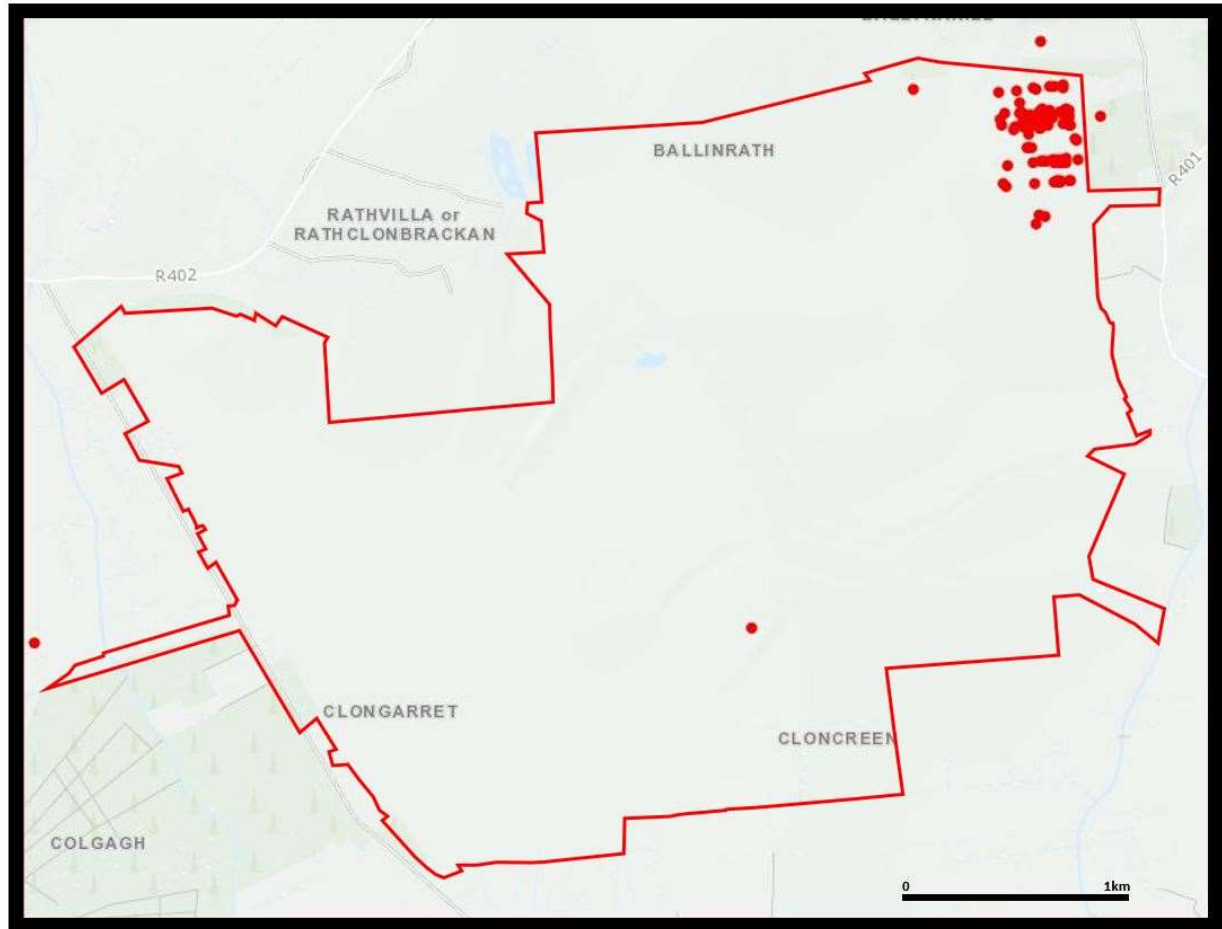 BALLINRATH
R401
RATHVILLA or
RATHCLONBRACKAN
R402
CLONGARRET
CLONCREEN
COLGAGH
0 1km